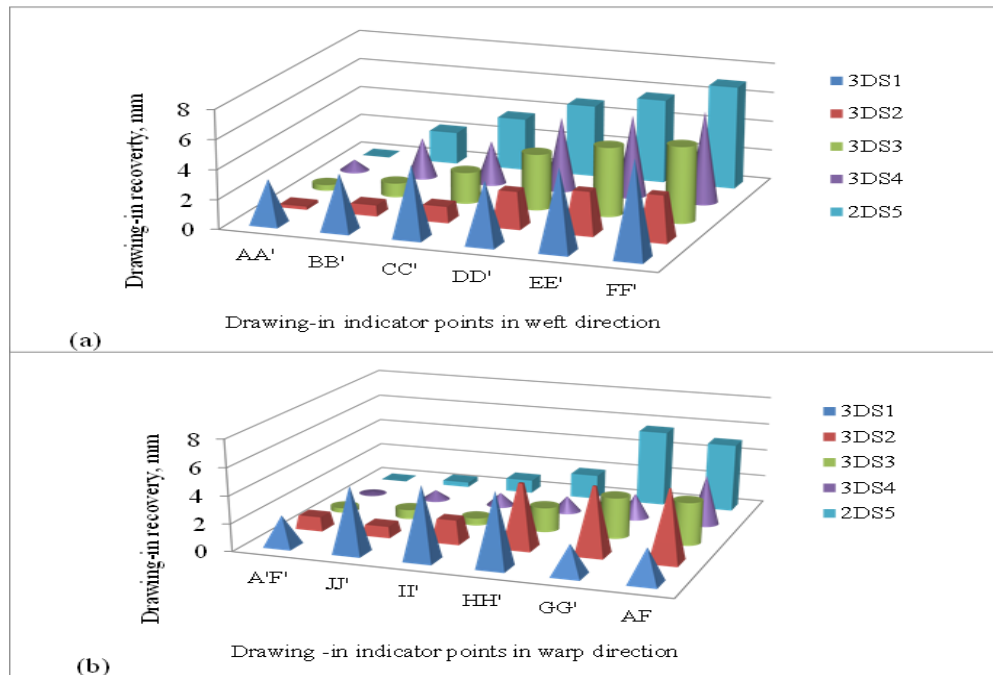 Drawing-in recoverty, mm
8
6
4
2
0
AA'
BB'
CC'
DD'
EE'
FF'
Drawing-in indicator points in weft direction
(a)
3DS1
3DS2
3DS3
3DS4
2DS5
Drawing-in recovery, mm
8
6
4
2
0
A'F'
JJ'
II'
HH'
GG'
AF
Drawing -in indicator points in warp direction
(b)
3DS1
3DS2
3DS3
3DS4
2DS5